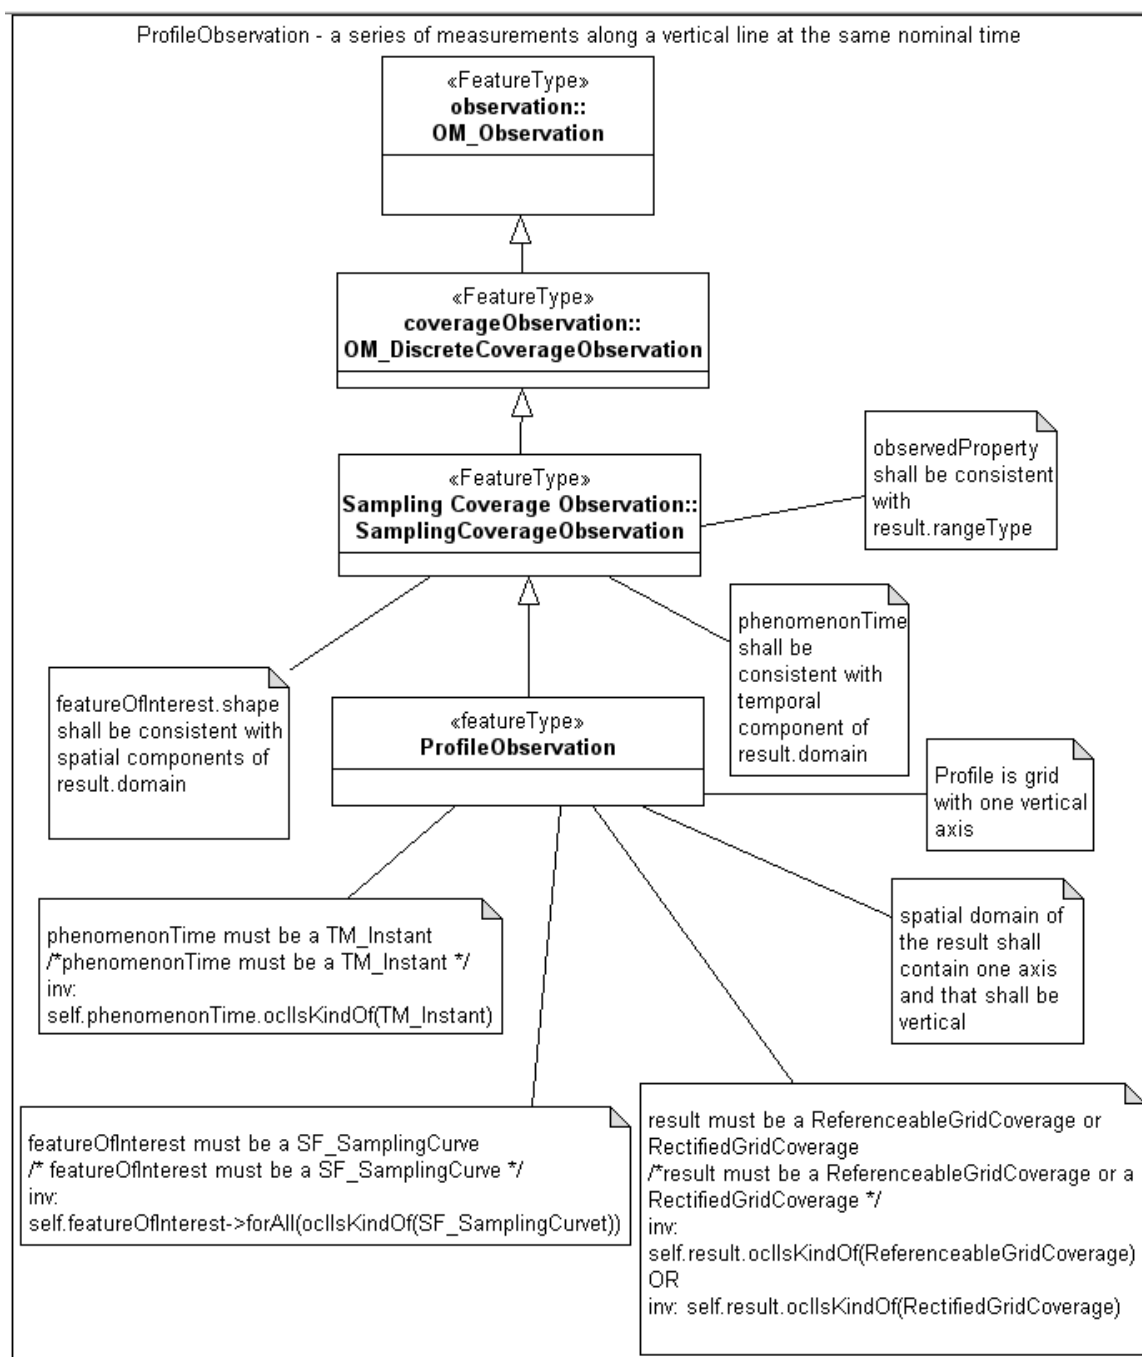 ProfileObservation - a series of measurements along a vertical line at the same nominal time
«FeatureType»
observation::
OM_Observation
«FeatureType»
coverageObservation::
OM_DiscreteCoverageObservation
«FeatureType»
Sampling Coverage Observation::
SamplingCoverageObservation
observedProperty
shall be consistent
with
result.rangeType
phenomenonTime
shall be
consistent with
temporal
component of
result.domain
featureOfInterest.shape
shall be consistent with
spatial components of
result.domain
«featureType»
ProfileObservation
Profile is grid
with one vertical
axis
spatial domain of
the result shall
contain one axis
and that shall be
vertical
phenomenonTime must be a TM_Instant
/*phenomenonTime must be a TM_Instant */
inv:
self.phenomenonTime.oclIsKindOf(TM_Instant)
featureOfInterest must be a SF_SamplingCurve
/* featureOfInterest must be a SF_SamplingCurve */
inv:
self.featureOfInterest->forAll(oclIsKindOf(SF_SamplingCurvet))
result must be a ReferenceableGridCoverage or
RectifiedGridCoverage
/*result must be a ReferenceableGridCoverage or a
RectifiedGridCoverage */
inv:
self.result.oclIsKindOf(ReferenceableGridCoverage)
OR
inv: self.result.oclIsKindOf(RectifiedGridCoverage)